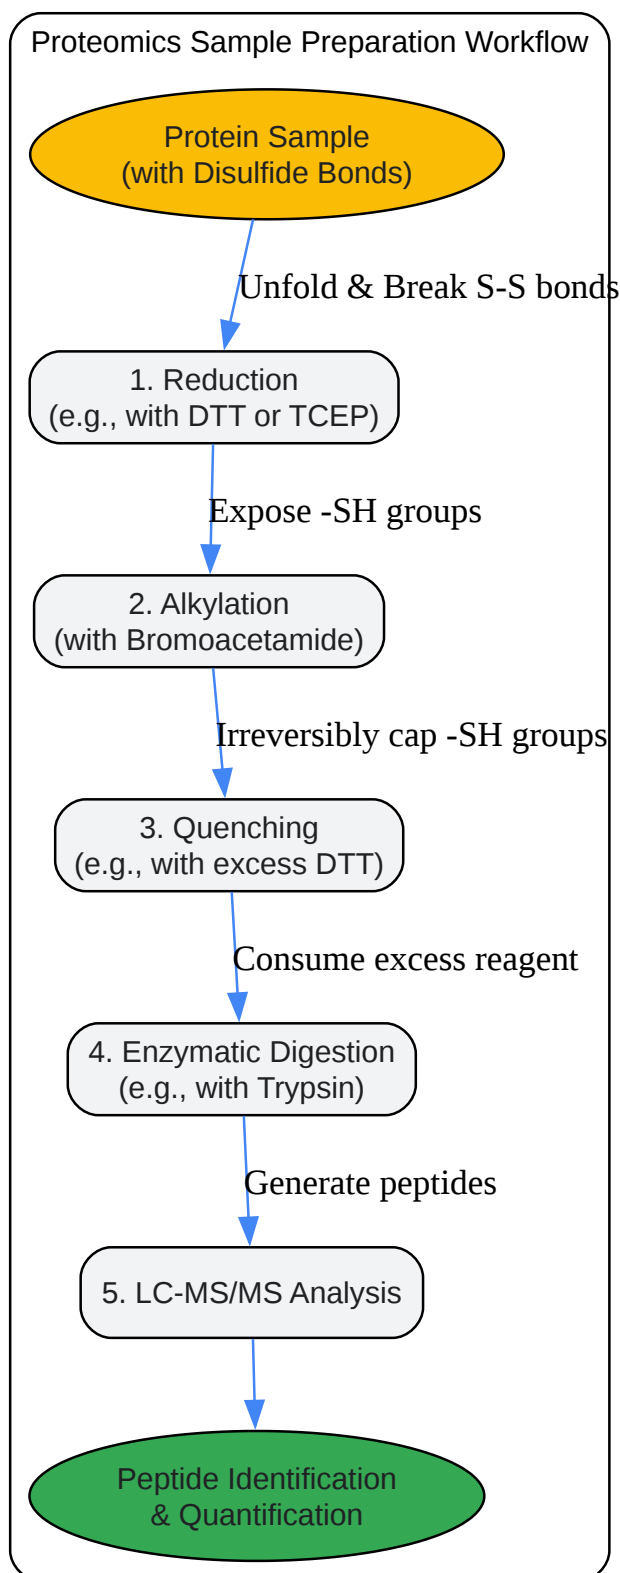 Proteomics Sample Preparation Workflow
Protein Sample
(with Disulfide Bonds)
Unfold & Break S-S bonds
1. Reduction
(e.g., with DTT or TCEP)
Expose -SH groups
2. Alkylation
(with Bromoacetamide)
Irreversibly cap -SH groups
3. Quenching
(e.g., with excess DTT)
Consume excess reagent
4. Enzymatic Digestion
(e.g., with Trypsin)
Generate peptides
5. LC-MS/MS Analysis
Peptide Identification
& Quantification